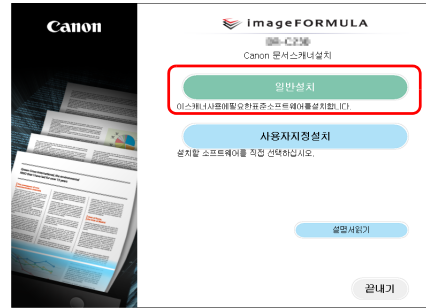 Canon
imageFORMULA
Canon 문서스캐너설치
일반설치
이스캐너사용에필요한표준소프트웨어를설치합니다.
사용자지정설치
설치할 소프트웨어를 직접 선택하십시오.
설명서읽기
끝내기